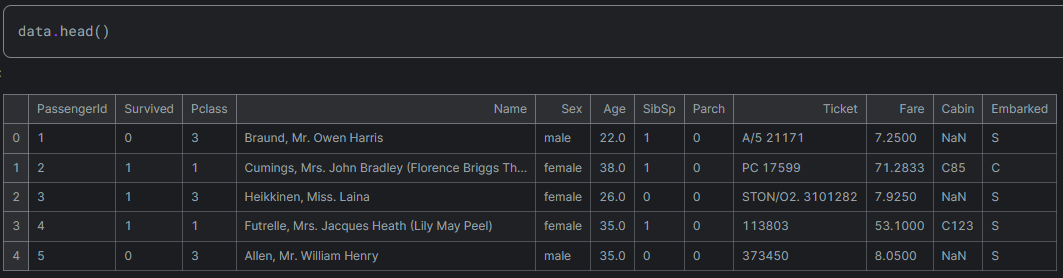 data.head()
PassengerId Survived Pclass Name Sex Age SibSp Parch Ticket Fare Cabin Embarked
0 1 0 3 Braund, Mr. Owen Harris male 22.0 1 0 A/5 21171 7.2500 NaN S
1 2 1 1 Cumings, Mrs. John Bradley (Florence Briggs Th... female 38.0 1 0 PC 17599 71.2833 C85 C
2 3 1 3 Heikkinen, Miss. Laina female 26.0 0 0 STON/O2. 3101282 7.9250 NaN S
3 4 1 1 Futrelle, Mrs. Jacques Heath (Lily May Peel) female 35.0 1 0 113803 53.1000 C123 S
4 5 0 3 Allen, Mr. William Henry male 35.0 0 0 373450 8.0500 NaN S